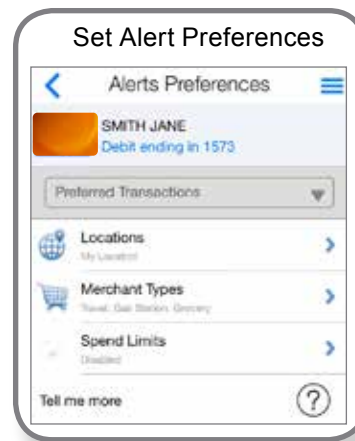 Set Alert Preferences
Alerts Preferences
SMITH JANE
Debit ending in 1573
Preferred Transactions
Locations
My Location
Merchant Types
Travel, Gas Station, Grocery
Spend Limits
Disabled
Tell me more
?